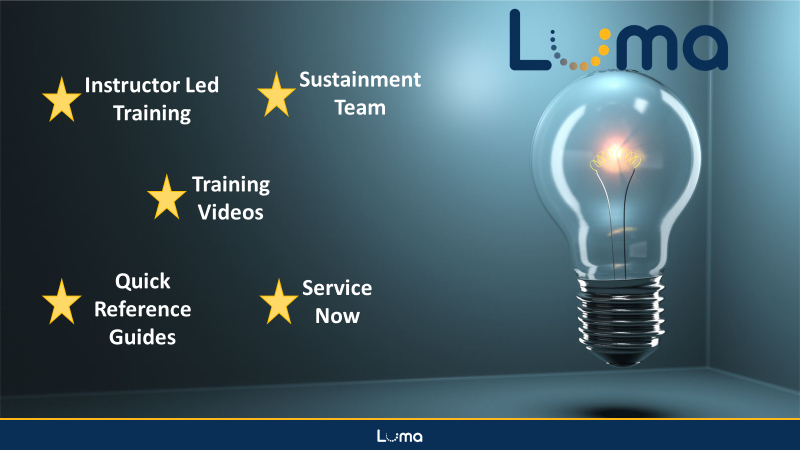 Luma
Instructor Led
Training
Sustainment
Team
Training
Videos
Quick
Reference
Guides
Service
Now
Luma